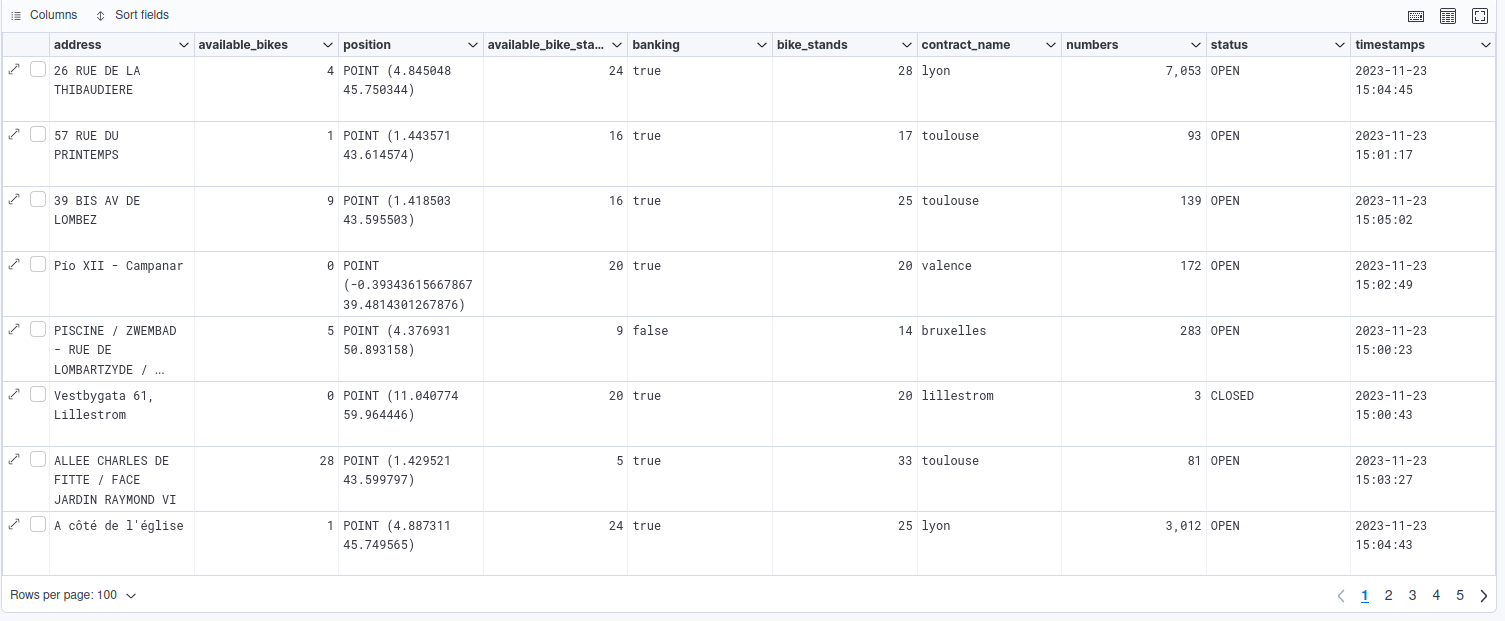 Columns Sort fields
address available_bikes position available_bike_sta... banking bike_stands contract_name numbers status timestamps
26 RUE DE LA 4 POINT (4.845048 24 true 28 lyon 7,053 OPEN 2023-11-23
THIBAUDIERE 45.750344) 15:04:45
57 RUE DU 1 POINT (1.443571 16 true 17 toulouse 93 OPEN 2023-11-23
PRINTEMPS 43.614574) 15:01:17
39 BIS AV DE 9 POINT (1.418503 16 true 25 toulouse 139 OPEN 2023-11-23
LOMBEZ 43.595503) 15:05:02
Pío XII - Campanar 0 POINT 20 true 20 valence 172 OPEN 2023-11-23
(-0.39343615667867 15:02:49
39.4814301267876)
PISCINE / ZWEMBAD 5 POINT (4.376931 9 false 14 bruxelles 283 OPEN 2023-11-23
- RUE DE 50.893158) 15:00:23
LOMBARTZYDE / ...
Vestbygata 61, 0 POINT (11.040774 20 true 20 lillestrom 3 CLOSED 2023-11-23
Lillestrom 59.964446) 15:00:43
ALLEE CHARLES DE 28 POINT (1.429521 5 true 33 toulouse 81 OPEN 2023-11-23
FITTE / FACE 43.599797) 15:03:27
JARDIN RAYMOND VI
A côté de l'église 1 POINT (4.887311 24 true 25 lyon 3,012 OPEN 2023-11-23
45.749565) 15:04:43
Rows per page: 100 1 2 3 4 5